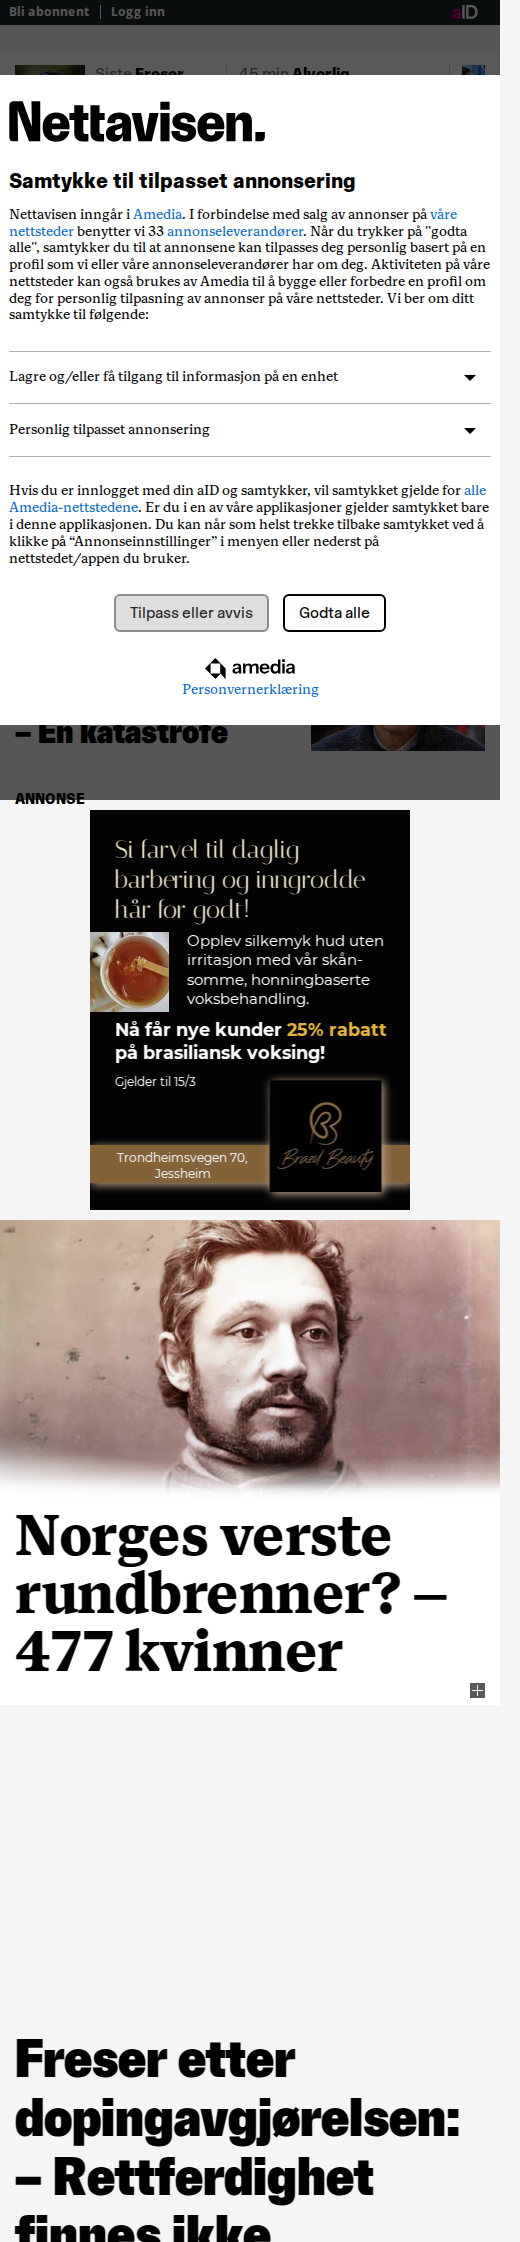 Bli abonnent
Logg inn
aID
Siste Freser
45 min Alvorlig
Nettavisen.
Samtykke til tilpasset annonsering
Nettavisen inngår i Amedia. I forbindelse med salg av annonser på våre
nettsteder benytter vi 33 annonseleverandører. Når du trykker på "godta
alle", samtykker du til at annonsene kan tilpasses deg personlig basert på en
profil som vi eller våre annonseleverandører har om deg. Aktiviteten på våre
nettsteder kan også brukes av Amedia til å bygge eller forbedre en profil om
deg for personlig tilpasning av annonser på våre nettsteder. Vi ber om ditt
samtykke til følgende:
Lagre og/eller få tilgang til informasjon på en enhet
Personlig tilpasset annonsering
Hvis du er innlogget med din aID og samtykker, vil samtykket gjelde for alle
Amedia-nettstedene. Er du i en av våre applikasjoner gjelder samtykket bare
i denne applikasjonen. Du kan når som helst trekke tilbake samtykket ved å
klikke på “Annonseinnstillinger” i menyen eller nederst på
nettstedet/appen du bruker.
Tilpass eller avvis
Godta alle
amedia
Personvernerklæring
– En katastrofe
ANNONSE
Si farvel til daglig
barbering og inngrodde
hår for godt!
Opplev silkemyk hud uten
irritasjon med vår skån-
somme, honningbaserte
voksbehandling.
Nå får nye kunder 25% rabatt
på brasiliansk voksing!
Gjelder til 15/3
Trondheimsvegen 70,
Jessheim
Brazil Beauty
Norges verste
rundbrenner? –
477 kvinner
Freser etter
dopingavgjørelsen:
– Rettferdighet
finnes ikke